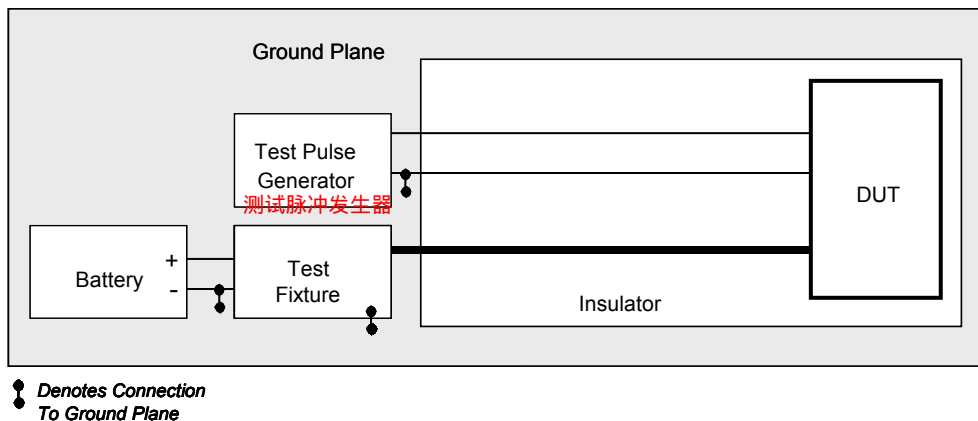 Ground Plane
Test Pulse
Generator
测试脉冲发生器
DUT
Battery
+
-
Test
Fixture
Insulator
Denotes Connection
To Ground Plane